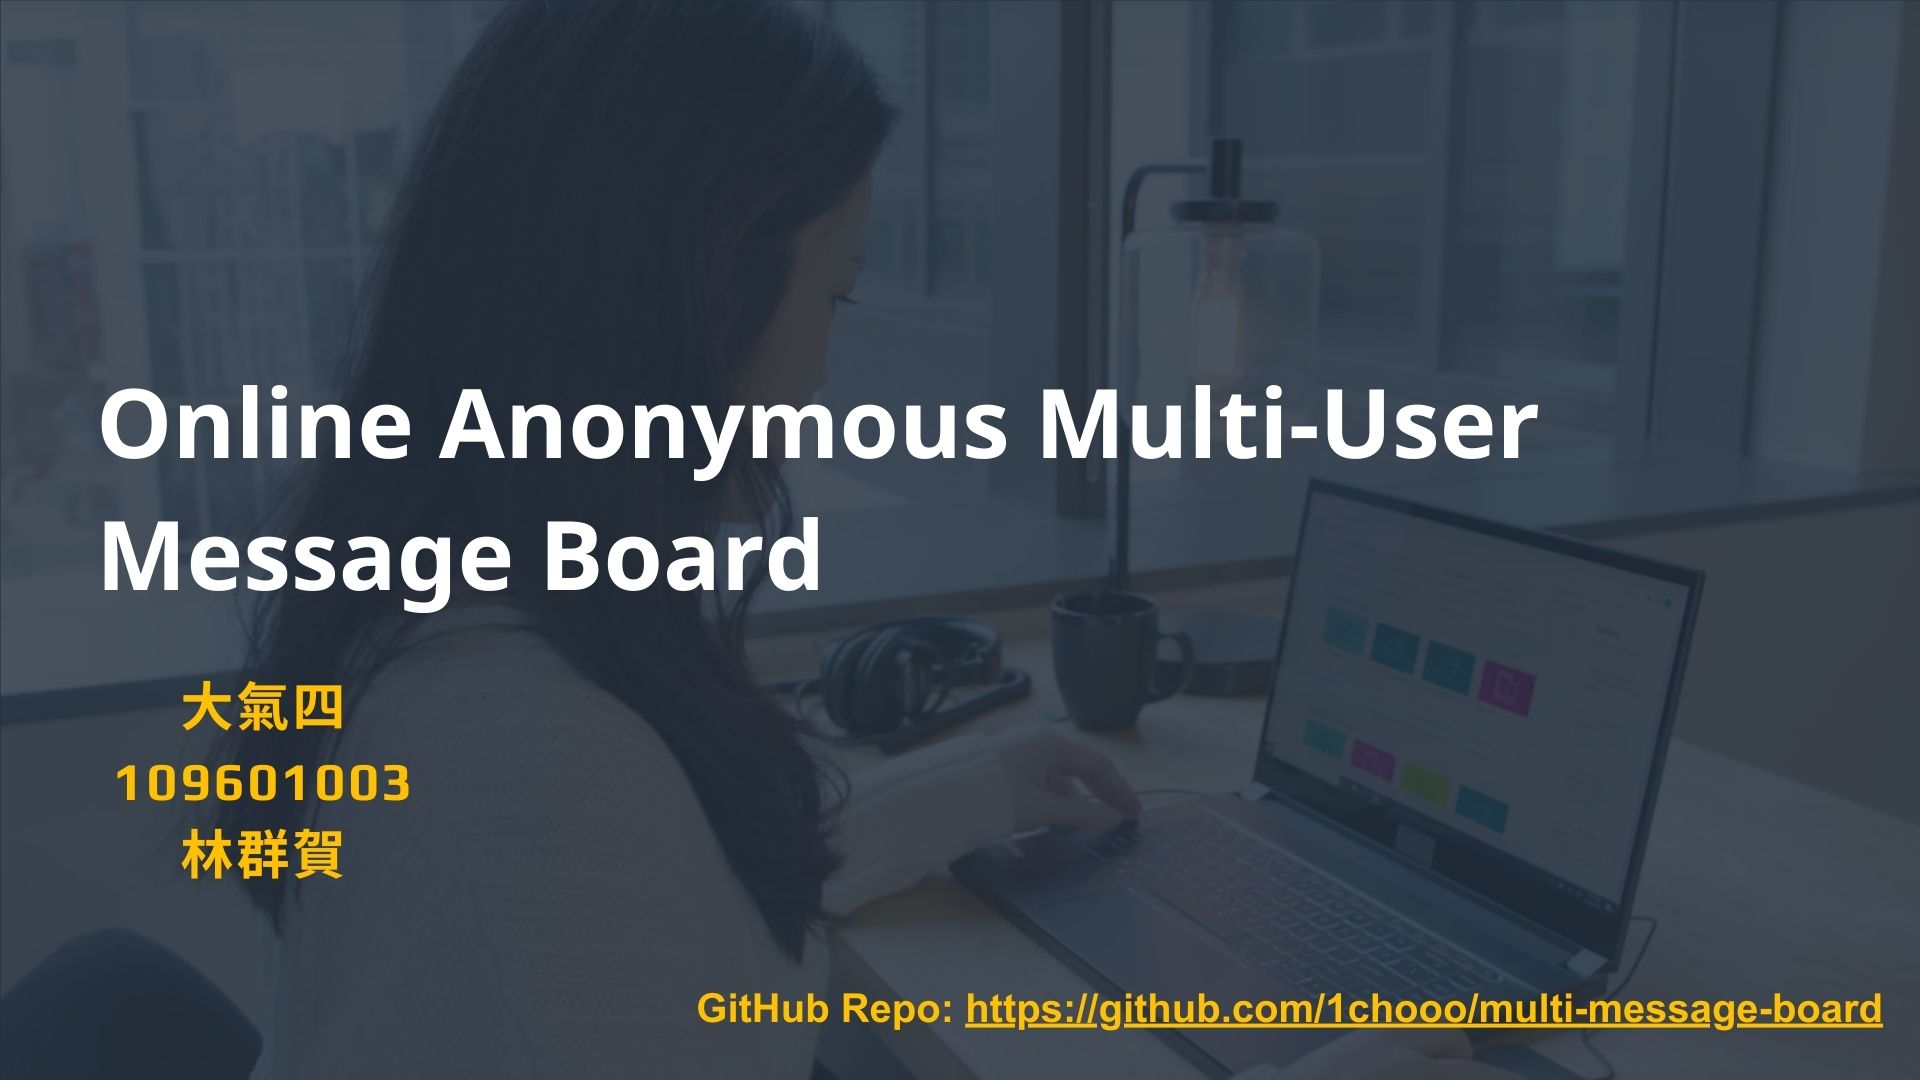 Online Anonymous Multi-User
Message Board
大氣四
109601003
林群賀
GitHub Repo: https://github.com/1chooo/multi-message-board